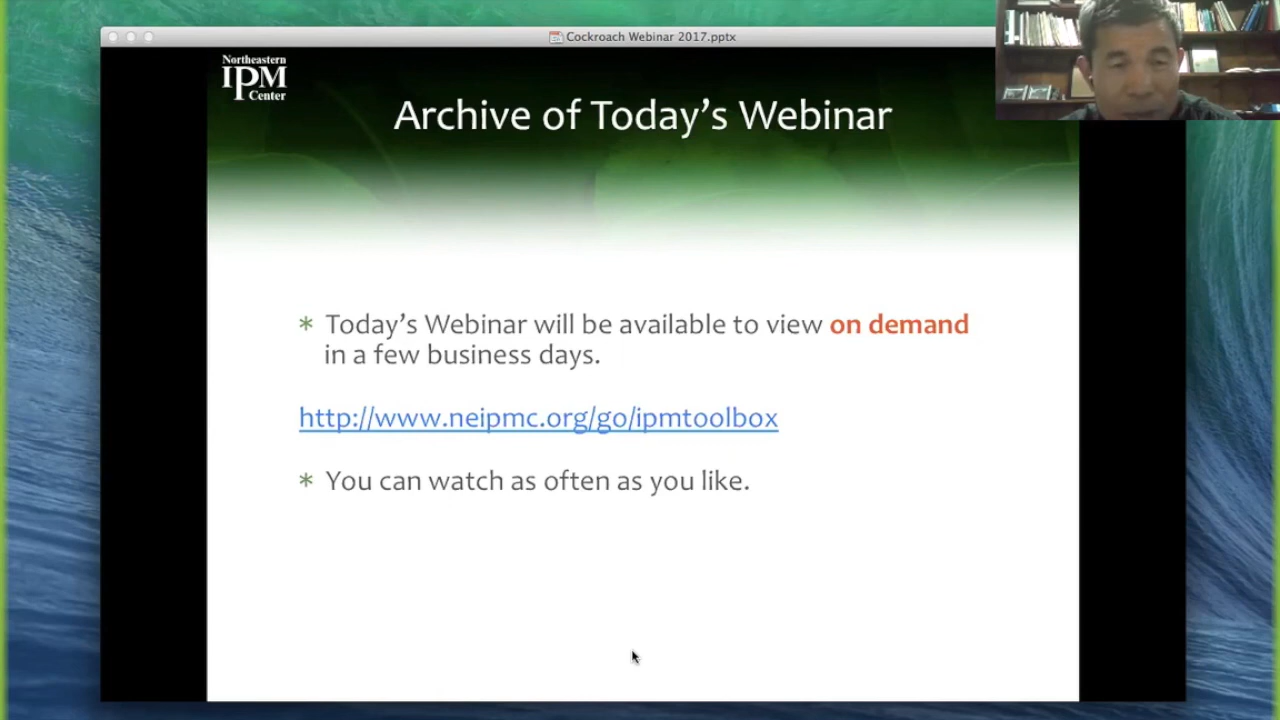 Cockroach Webinar 2017.pptx
Northeastern
IPM
Center
Archive of Today’s Webinar
* Today’s Webinar will be available to view on demand
in a few business days.
http://www.neipmc.org/go/ipmtoolbox
* You can watch as often as you like.